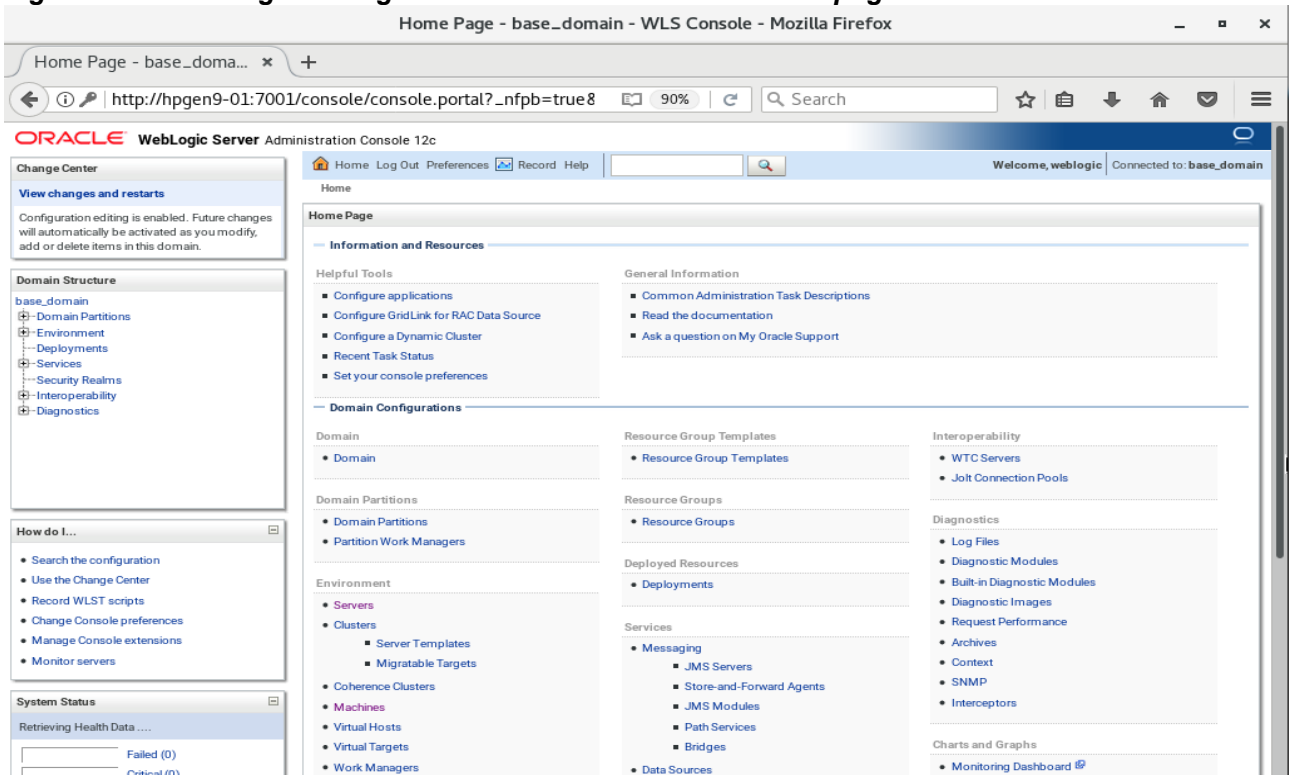 Home Page - base_domain - WLS Console - Mozilla Firefox
Home Page - base_doma...
http://hpgen9-01:7001/console/console.portal?_nfpb=true&
90%
Search
ORACLE WebLogic Server Administration Console 12c
Change Center
View changes and restarts
Configuration editing is enabled. Future changes
will automatically be activated as you modify,
add or delete items in this domain.
Domain Structure
base_domain
Domain Partitions
Environment
Deployments
Services
Security Realms
Interoperability
Diagnostics
How do I...
Search the configuration
Use the Change Center
Record WLST scripts
Change Console preferences
Manage Console extensions
Monitor servers
System Status
Retrieving Health Data ....
Failed (0)
Critical (0)
Home Log Out Preferences Record Help
Welcome, weblogic Connected to: base_domain
Home
Home Page
Information and Resources
Helpful Tools
Configure applications
Configure GridLink for RAC Data Source
Configure a Dynamic Cluster
Recent Task Status
Set your console preferences
General Information
Common Administration Task Descriptions
Read the documentation
Ask a question on My Oracle Support
Domain Configurations
Domain
Domain
Domain Partitions
Domain Partitions
Partition Work Managers
Environment
Servers
Clusters
Server Templates
Migratable Targets
Coherence Clusters
Machines
Virtual Hosts
Virtual Targets
Work Managers
Resource Group Templates
Resource Group Templates
Resource Groups
Resource Groups
Deployed Resources
Deployments
Services
Messaging
JMS Servers
Store-and-Forward Agents
JMS Modules
Path Services
Bridges
Data Sources
Interoperability
WTC Servers
Jolt Connection Pools
Diagnostics
Log Files
Diagnostic Modules
Built-in Diagnostic Modules
Diagnostic Images
Request Performance
Archives
Context
SNMP
Interceptors
Charts and Graphs
Monitoring Dashboard